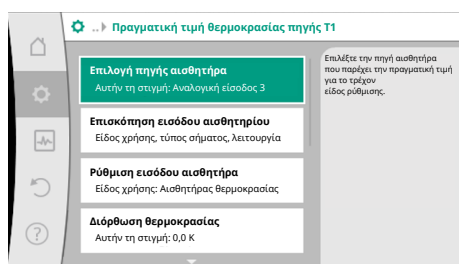 ..▸ Πραγματική τιμή θερμοκρασίας πηγής T1
Επιλογή πηγής αισθητήρα
Αυτήν τη στιγμή: Αναλογική είσοδος 3
Επισκόπηση εισόδου αισθητηρίου
Είδος χρήσης, τύπος σήματος, λειτουργία
Ρύθμιση εισόδου αισθητήρα
Είδος χρήσης: Αισθητήρας θερμοκρασίας
Διόρθωση θερμοκρασίας
Αυτήν τη στιγμή: 0,0 K
Επιλέξτε την πηγή αισθητήρα
που παρέχει την πραγματική τιμή
για το τρέχον
είδος ρύθμισης.